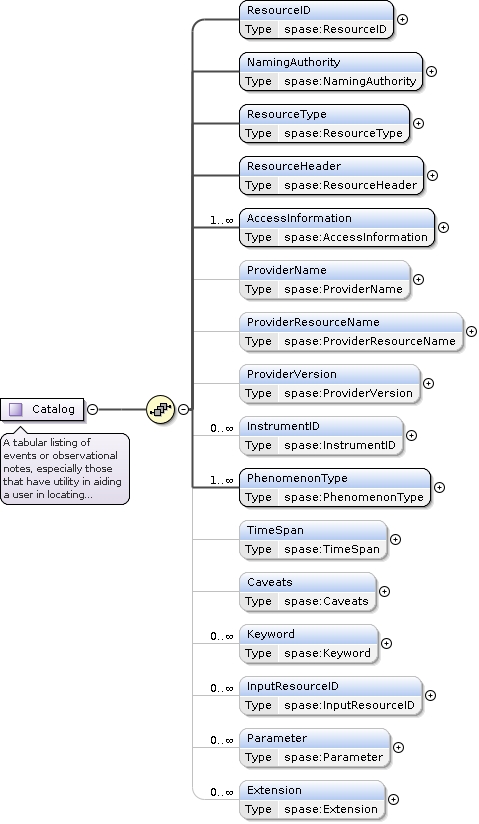 ResourceID
Type spase:ResourceID
NamingAuthority
Type spase:NamingAuthority
ResourceType
Type spase:ResourceType
ResourceHeader
Type spase:ResourceHeader
1..∞
AccessInformation
Type spase:AccessInformation
ProviderName
Type spase:ProviderName
ProviderResourceName
Type spase:ProviderResourceName
ProviderVersion
Type spase:ProviderVersion
Catalog
A tabular listing of
events or observational
notes, especially those
that have utility in aiding
a user in locating...
0..∞
InstrumentID
Type spase:InstrumentID
1..∞
PhenomenonType
Type spase:PhenomenonType
TimeSpan
Type spase:TimeSpan
Caveats
Type spase:Caveats
0..∞
Keyword
Type spase:Keyword
0..∞
InputResourceID
Type spase:InputResourceID
0..∞
Parameter
Type spase:Parameter
0..∞
Extension
Type spase:Extension